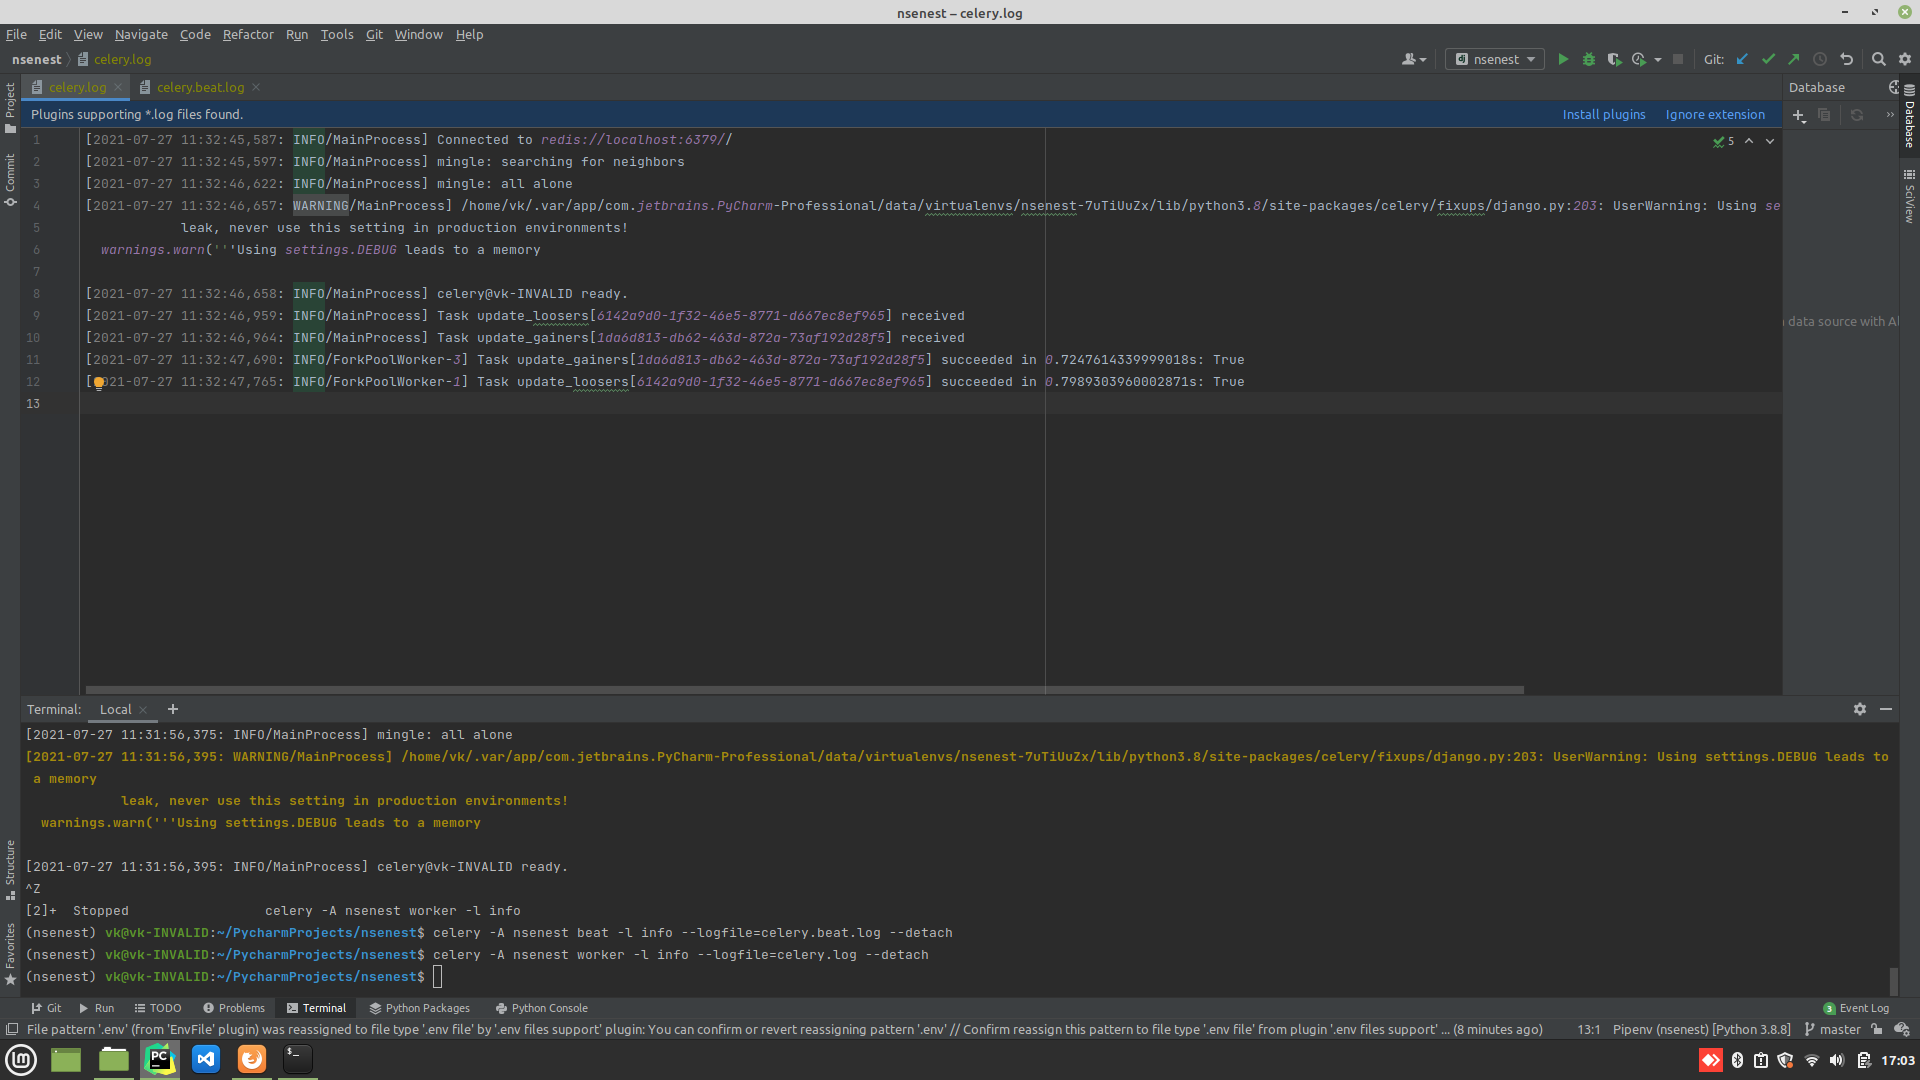 nsenest – celery.log
File Edit View Navigate Code Refactor Run Tools Git Window Help
nsenest celery.log nsenest Git:
celery.log celery.beat.log Database
Plugins supporting *.log files found. Install plugins Ignore extension
1 [2021-07-27 11:32:45,587: INFO/MainProcess] Connected to redis://localhost:6379//
2 [2021-07-27 11:32:45,597: INFO/MainProcess] mingle: searching for neighbors
3 [2021-07-27 11:32:46,622: INFO/MainProcess] mingle: all alone
4 [2021-07-27 11:32:46,657: WARNING/MainProcess] /home/vk/.var/app/com.jetbrains.PyCharm-Professional/data/virtualenvs/nsenest-7uTiUuZx/lib/python3.8/site-packages/celery/fixups/django.py:203: UserWarning: Using se
5 leak, never use this setting in production environments!
6 warnings.warn('''Using settings.DEBUG leads to a memory
7
8 [2021-07-27 11:32:46,658: INFO/MainProcess] celery@vk-INVALID ready.
9 [2021-07-27 11:32:46,959: INFO/MainProcess] Task update_loosers[6142a9d0-1f32-46e5-8771-d667ec8ef965] received
10 [2021-07-27 11:32:46,964: INFO/MainProcess] Task update_gainers[1da6d813-db62-463d-872a-73af192d28f5] received
11 [2021-07-27 11:32:47,690: INFO/ForkPoolWorker-3] Task update_gainers[1da6d813-db62-463d-872a-73af192d28f5] succeeded in 0.7247614339999018s: True
12 [2021-07-27 11:32:47,765: INFO/ForkPoolWorker-1] Task update_loosers[6142a9d0-1f32-46e5-8771-d667ec8ef965] succeeded in 0.7989303960002871s: True
13
5
data source with Al
Project
Commit
Structure
Favorites
Database
SciView
Terminal: Local
[2021-07-27 11:31:56,375: INFO/MainProcess] mingle: all alone
[2021-07-27 11:31:56,395: WARNING/MainProcess] /home/vk/.var/app/com.jetbrains.PyCharm-Professional/data/virtualenvs/nsenest-7uTiUuZx/lib/python3.8/site-packages/celery/fixups/django.py:203: UserWarning: Using settings.DEBUG leads to
a memory
leak, never use this setting in production environments!
warnings.warn('''Using settings.DEBUG leads to a memory
[2021-07-27 11:31:56,395: INFO/MainProcess] celery@vk-INVALID ready.
^Z
[2]+ Stopped celery -A nsenest worker -l info
(nsenest) vk@vk-INVALID:~/PycharmProjects/nsenest$ celery -A nsenest beat -l info --logfile=celery.beat.log --detach
(nsenest) vk@vk-INVALID:~/PycharmProjects/nsenest$ celery -A nsenest worker -l info --logfile=celery.log --detach
(nsenest) vk@vk-INVALID:~/PycharmProjects/nsenest$
Git Run TODO Problems Terminal Python Packages Python Console 3 Event Log
File pattern '.env' (from 'EnvFile' plugin) was reassigned to file type '.env file' by '.env files support' plugin: You can confirm or revert reassigning pattern '.env' // Confirm reassign this pattern to file type '.env file' from plugin '.env files support' ... (8 minutes ago) 13:1 Pipenv (nsenest) [Python 3.8.8] master
17:03